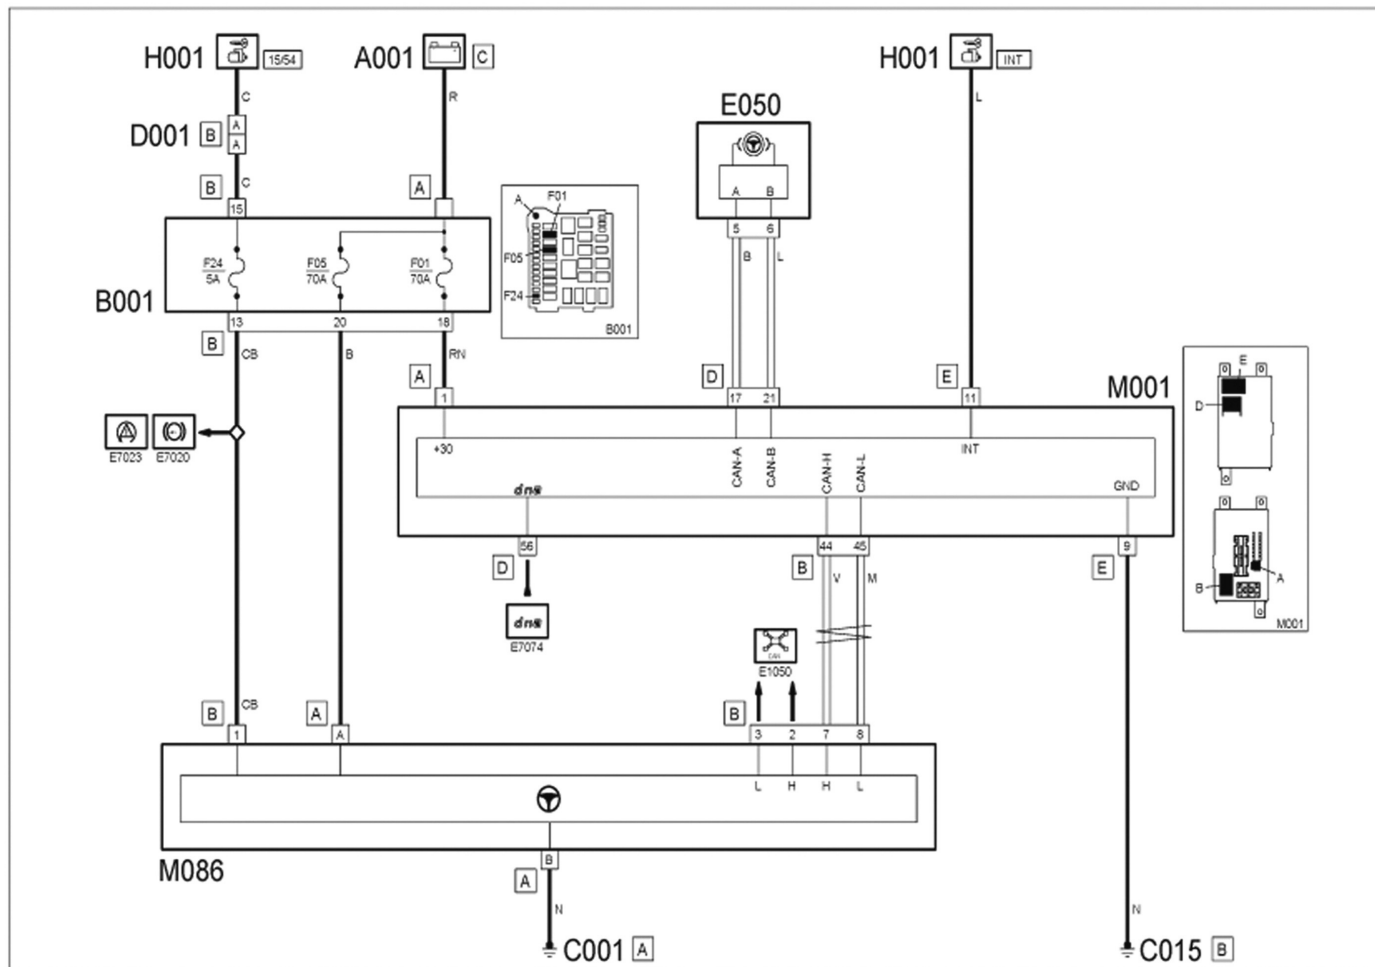 H001 15/54 A001 C H001 INT
C R L
E050
D001 B A
A
B C A
15
A B
5 6
B L
F24
5A
F05
70A
F01
70A
B001
13 20 18
B CB B RN
A F01
F05
F24
B001
A 1 D 17 21 E 11 M001
+30 CAN-A CAN-B CAN-H CAN-L INT GND
E7023 E7020
56 44 45 9
D B V M E
E7074
CAN
E1050
E
D
B A
M001
B CB A B
1 A 3 2 7 8
L H H L
M086
B
A
N N
C001 A C015 B